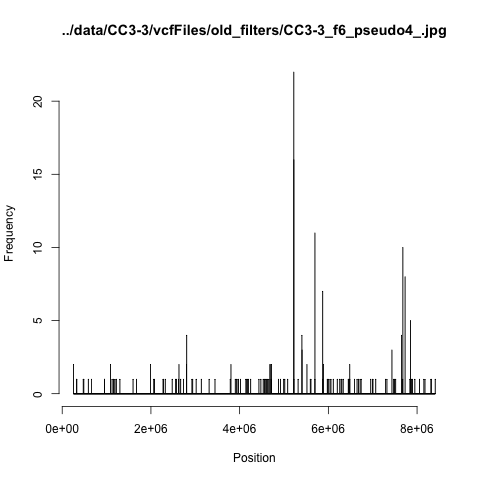 ../data/CC3-3/vcfFiles/old_filters/CC3-3_f6_pseudo4_.jpg
Frequency
20
15
10
5
0
0e+00 2e+06 4e+06 6e+06 8e+06
Position